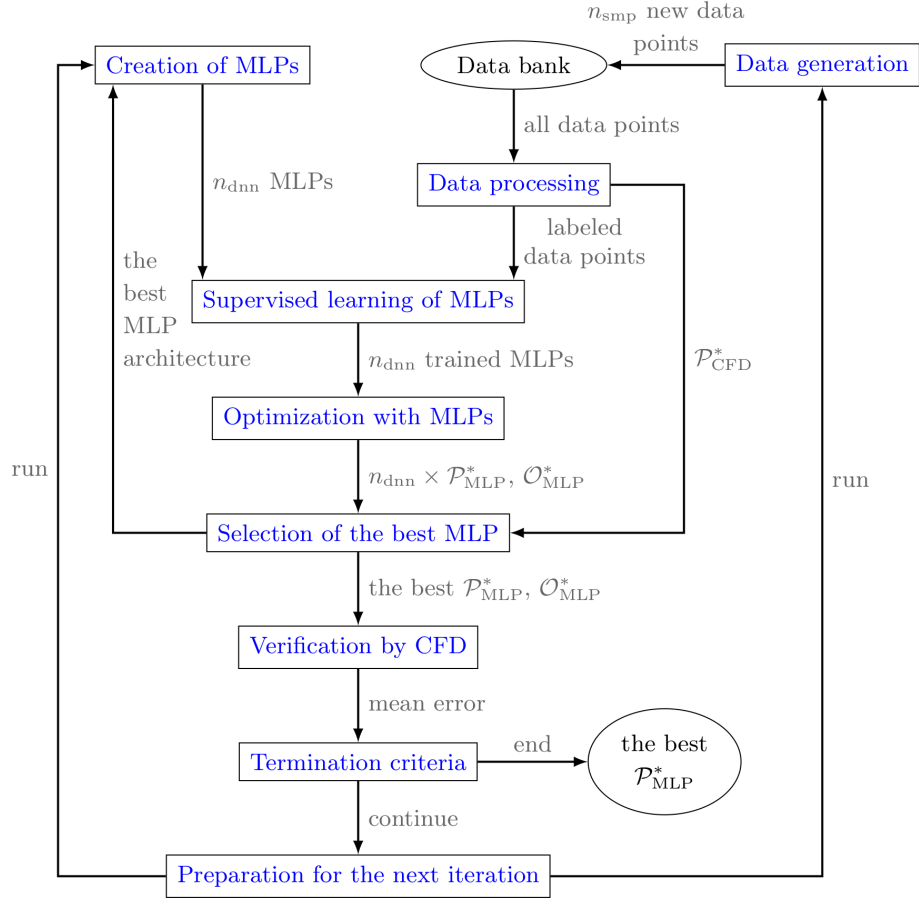 n_smp new data
points
Creation of MLPs
Data bank
Data generation
all data points
n_dnn MLPs
Data processing
labeled
data points
the
best
MLP
architecture
Supervised learning of MLPs
n_dnn trained MLPs
𝒫*_CFD
Optimization with MLPs
run
n_dnn × 𝒫*_MLP, 𝒪*_MLP
run
Selection of the best MLP
the best 𝒫*_MLP, 𝒪*_MLP
Verification by CFD
mean error
end
the best
𝒫*_MLP
Termination criteria
continue
Preparation for the next iteration